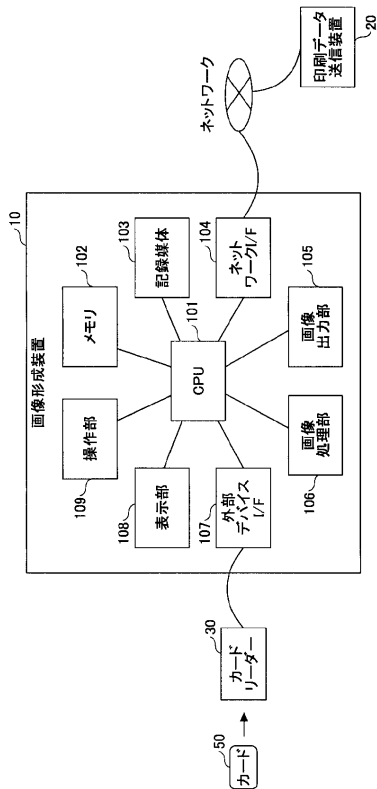 画像形成装置
10
操作部
109
メモリ
102
表示部
108
CPU
101
記録媒体
103
外部
デバイス
I/F
107
ネット
ワークI/F
104
画像
処理部
106
画像
出力部
105
カード
50
カード
リーダー
30
ネットワーク
印刷データ
送信装置
20